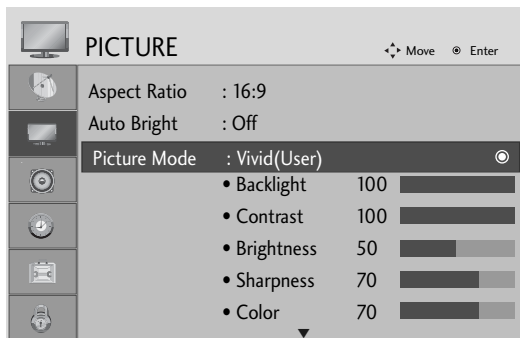 PICTURE Move Enter
Aspect Ratio : 16:9
Auto Bright : Off
Picture Mode : Vivid(User)
• Backlight 100
• Contrast 100
• Brightness 50
• Sharpness 70
• Color 70